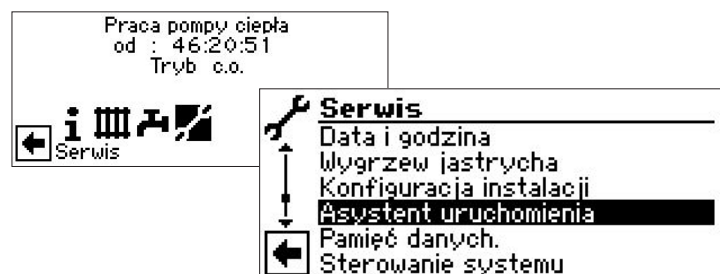 Praca pompy ciepła
od : 46:20:51
Tryb c.o.
Serwis
Serwis
Data i godzina
Wygrzew jastrycha
Konfiguracja instalacji
Asystent uruchomienia
Pamięć danych.
Sterowanie systemu